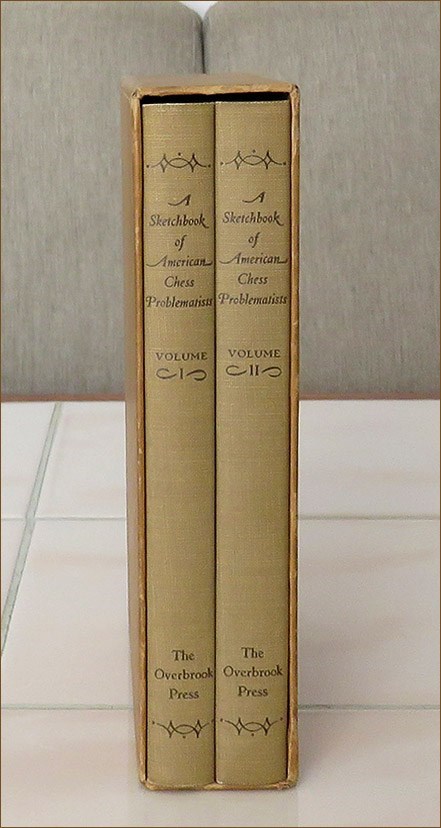 A
Sketchbook
of
American
Chess
Problematists
VOLUME
I
The
Overbrook
Press
A
Sketchbook
of
American
Chess
Problematists
VOLUME
II
The
Overbrook
Press